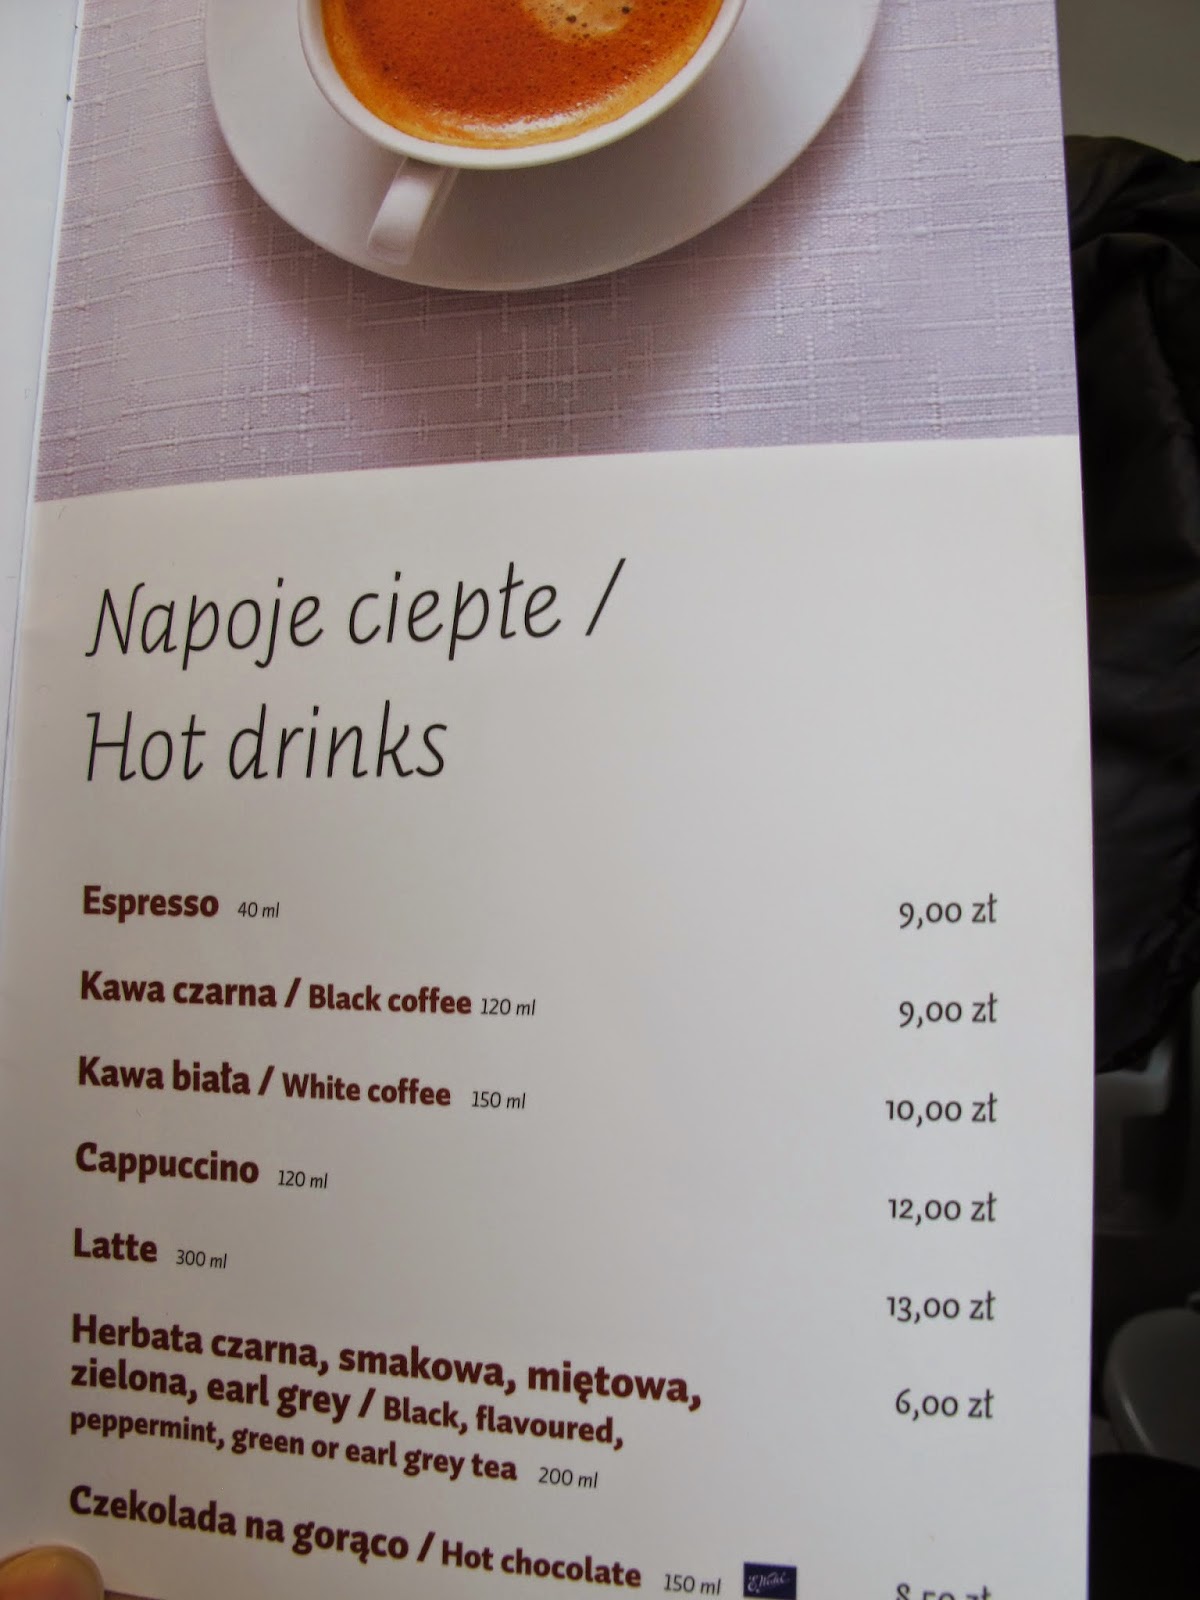 Napoje ciepłe /
Hot drinks
Espresso 40 ml 9,00 zł
Kawa czarna / Black coffee 120 ml 9,00 zł
Kawa biała / White coffee 150 ml 10,00 zł
Cappuccino 120 ml 12,00 zł
Latte 300 ml 13,00 zł
Herbata czarna, smakowa, miętowa, 6,00 zł
zielona, earl grey / Black, flavoured,
peppermint, green or earl grey tea 200 ml
Czekolada na gorąco / Hot chocolate 150 ml 8,50 zł